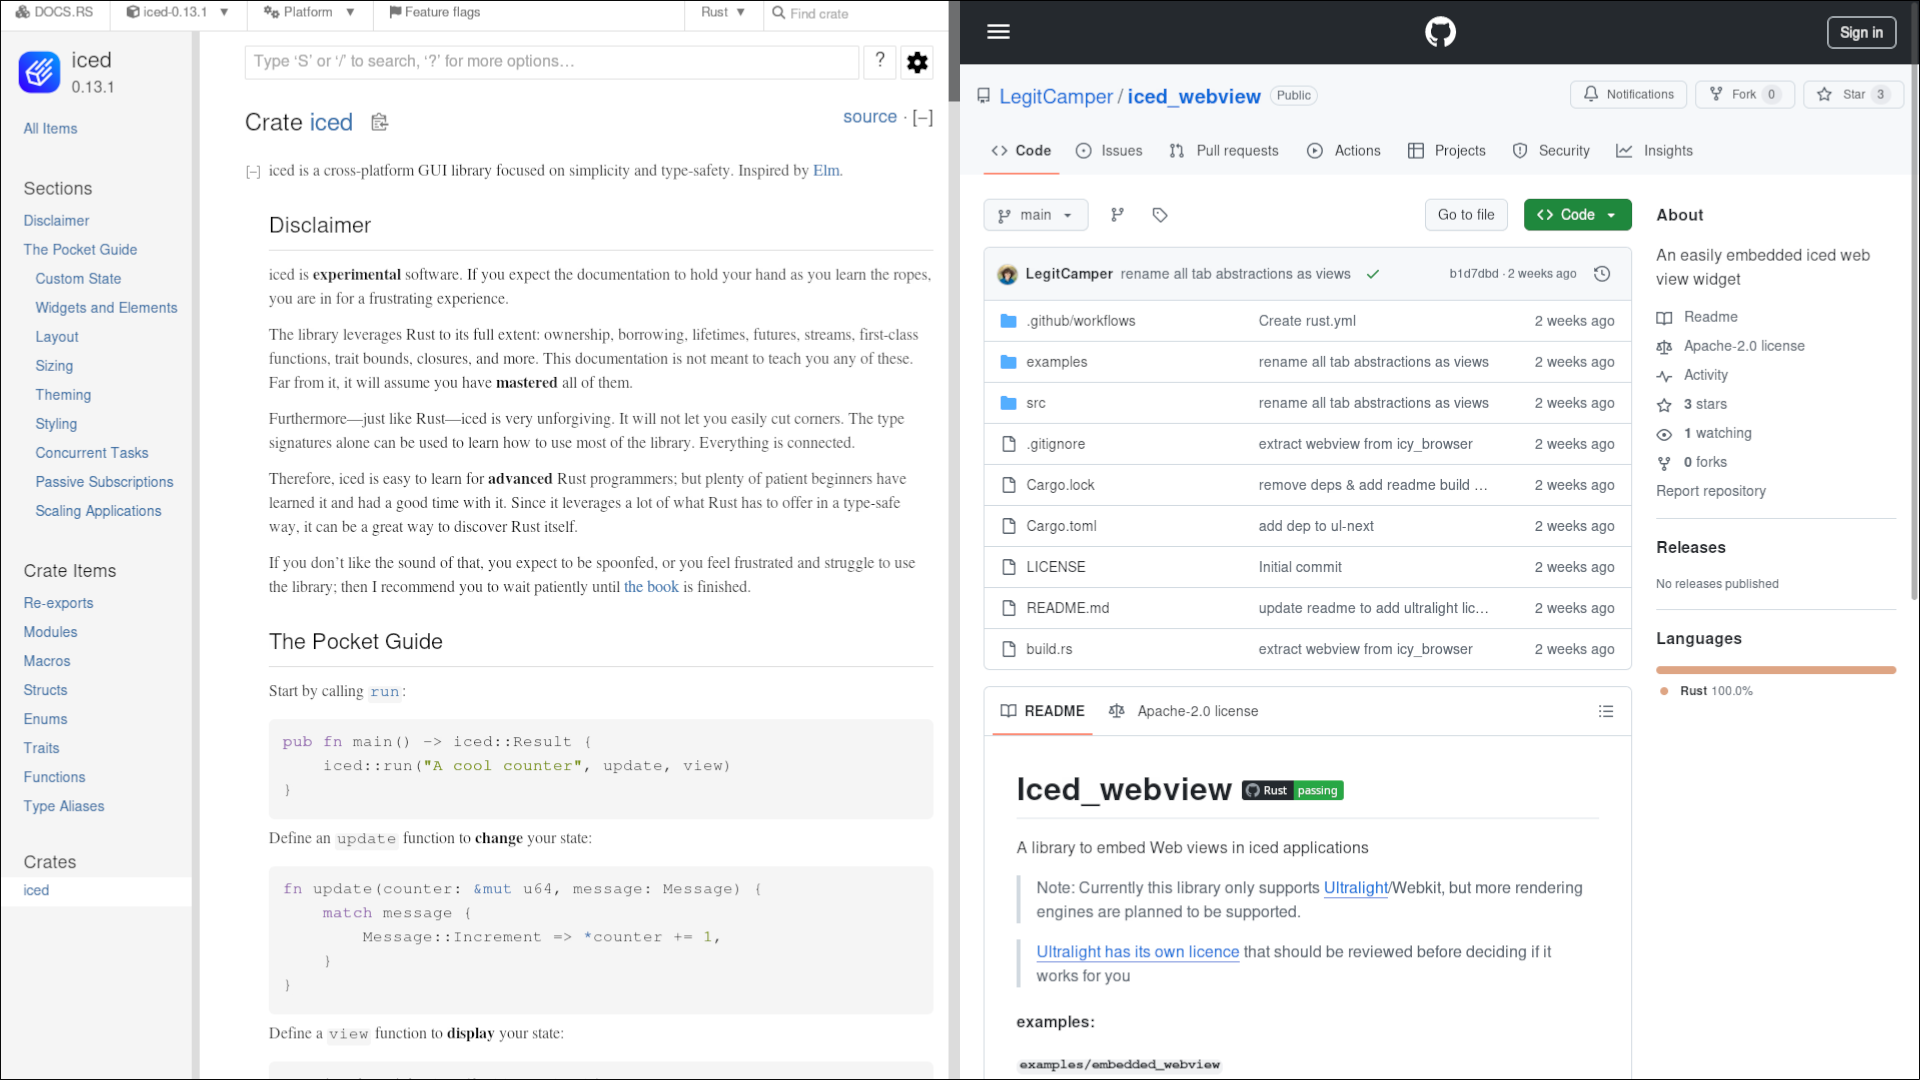 DOCS.RS
iced-0.13.1
Platform
Feature flags
Rust
Find crate
iced
0.13.1
All Items
Sections
Disclaimer
The Pocket Guide
Custom State
Widgets and Elements
Layout
Sizing
Theming
Styling
Concurrent Tasks
Passive Subscriptions
Scaling Applications
Crate Items
Re-exports
Modules
Macros
Structs
Enums
Traits
Functions
Type Aliases
Crates
iced
Type ‘S’ or ‘/’ to search, ‘?’ for more options…
?
Crate iced
source · [−]
[−] iced is a cross-platform GUI library focused on simplicity and type-safety. Inspired by Elm.
Disclaimer
iced is experimental software. If you expect the documentation to hold your hand as you learn the ropes,
you are in for a frustrating experience.
The library leverages Rust to its full extent: ownership, borrowing, lifetimes, futures, streams, first-class
functions, trait bounds, closures, and more. This documentation is not meant to teach you any of these.
Far from it, it will assume you have mastered all of them.
Furthermore—just like Rust—iced is very unforgiving. It will not let you easily cut corners. The type
signatures alone can be used to learn how to use most of the library. Everything is connected.
Therefore, iced is easy to learn for advanced Rust programmers; but plenty of patient beginners have
learned it and had a good time with it. Since it leverages a lot of what Rust has to offer in a type-safe
way, it can be a great way to discover Rust itself.
If you don’t like the sound of that, you expect to be spoonfed, or you feel frustrated and struggle to use
the library; then I recommend you to wait patiently until the book is finished.
The Pocket Guide
Start by calling run:
pub fn main() -> iced::Result {
    iced::run("A cool counter", update, view)
}
Define an update function to change your state:
fn update(counter: &mut u64, message: Message) {
    match message {
        Message::Increment => *counter += 1,
    }
}
Define a view function to display your state:
Sign in
LegitCamper / iced_webview
Public
Notifications
Fork 0
Star 3
Code
Issues
Pull requests
Actions
Projects
Security
Insights
main
Go to file
Code
LegitCamper rename all tab abstractions as views
b1d7dbd · 2 weeks ago
.github/workflows Create rust.yml 2 weeks ago
examples rename all tab abstractions as views 2 weeks ago
src rename all tab abstractions as views 2 weeks ago
.gitignore extract webview from icy_browser 2 weeks ago
Cargo.lock remove deps & add readme build … 2 weeks ago
Cargo.toml add dep to ul-next 2 weeks ago
LICENSE Initial commit 2 weeks ago
README.md update readme to add ultralight lic… 2 weeks ago
build.rs extract webview from icy_browser 2 weeks ago
README
Apache-2.0 license
Iced_webview
Rust passing
A library to embed Web views in iced applications
Note: Currently this library only supports Ultralight/Webkit, but more rendering
engines are planned to be supported.
Ultralight has its own licence that should be reviewed before deciding if it
works for you
examples:
examples/embedded_webview
About
An easily embedded iced web
view widget
Readme
Apache-2.0 license
Activity
3 stars
1 watching
0 forks
Report repository
Releases
No releases published
Languages
Rust 100.0%